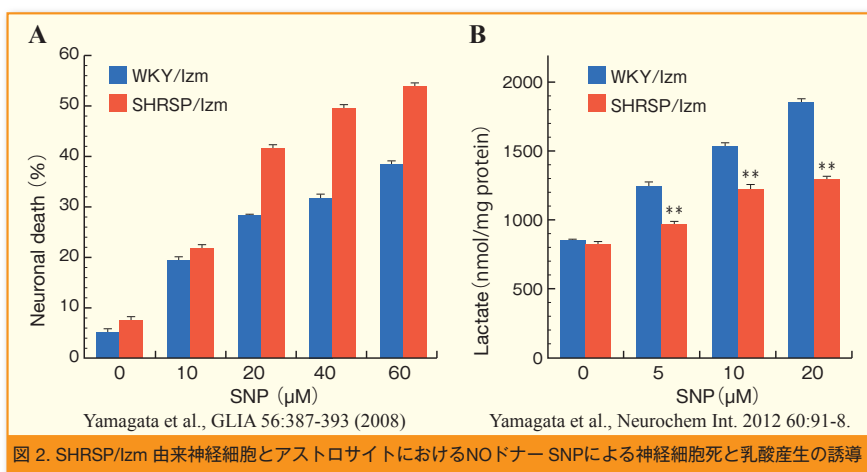 A
B
60
50
40
30
20
10
0
Neuronal death (%)
WKY/Izm
SHRSP/Izm
0 10 20 40 60
SNP (μM)
Yamagata et al., GLIA 56:387-393 (2008)
2000
1500
1000
500
0
Lactate (nmol/mg protein)
WKY/Izm
SHRSP/Izm
**
**
**
0 5 10 20
SNP (μM)
Yamagata et al., Neurochem Int. 2012 60:91-8.
図 2. SHRSP/Izm 由来神経細胞とアストロサイトにおけるNOドナー SNPによる神経細胞死と乳酸産生の誘導